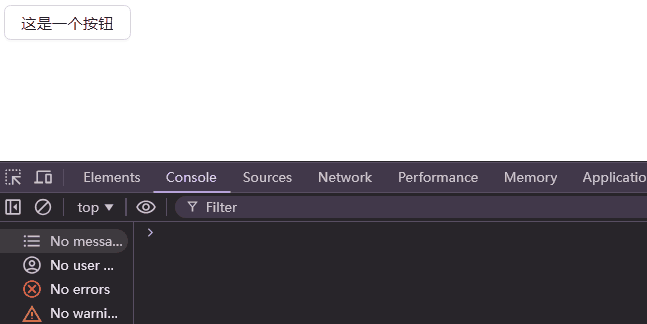 这是一个按钮
Elements Console Sources Network Performance Memory Applicatio
top Filter
No messa...
No user ...
No errors
No warni...